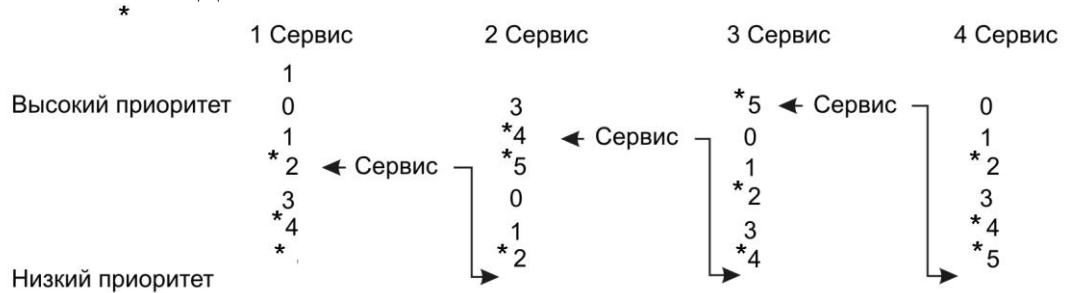 *
1 Сервис 2 Сервис 3 Сервис 4 Сервис
1
Высокий приоритет 0 3 *5 Сервис 0
1 *4 Сервис 0 1
*2 Сервис *5 1 *2
3 0 *2 3
*4 1 3 *4
* *2 *4 *5
Низкий приоритет